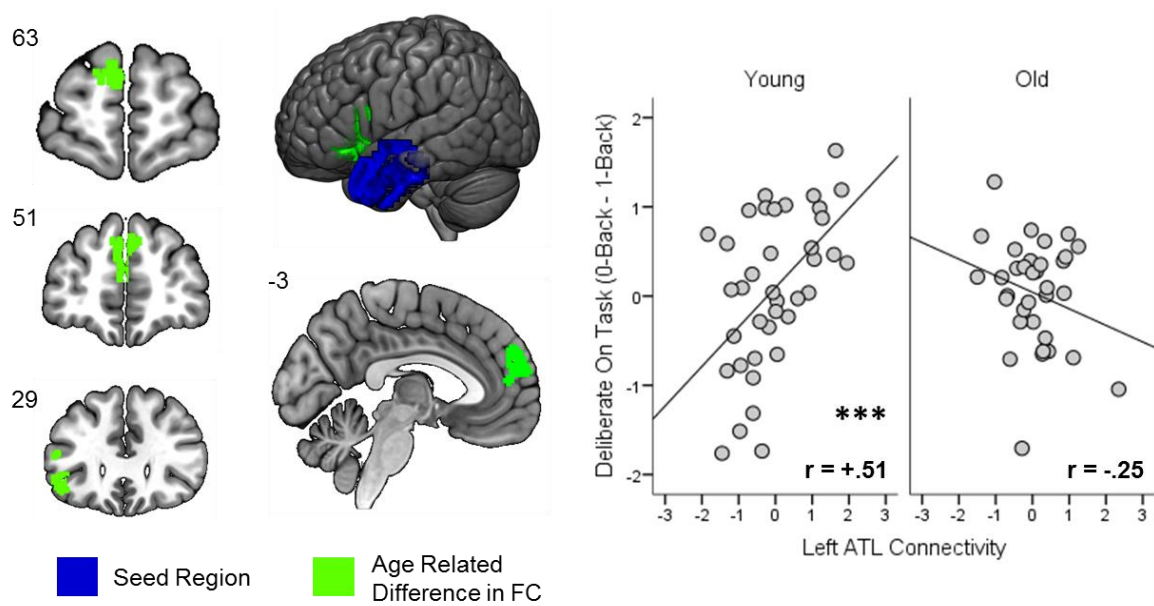 63
51
29
-3
Seed Region
Age Related
Difference in FC
Young
Old
Deliberate On Task (0-Back - 1-Back)
2
1
0
-1
-2
***
r = +.51
r = -.25
-3 -2 -1 0 1 2 3
-3 -2 -1 0 1 2 3
Left ATL Connectivity